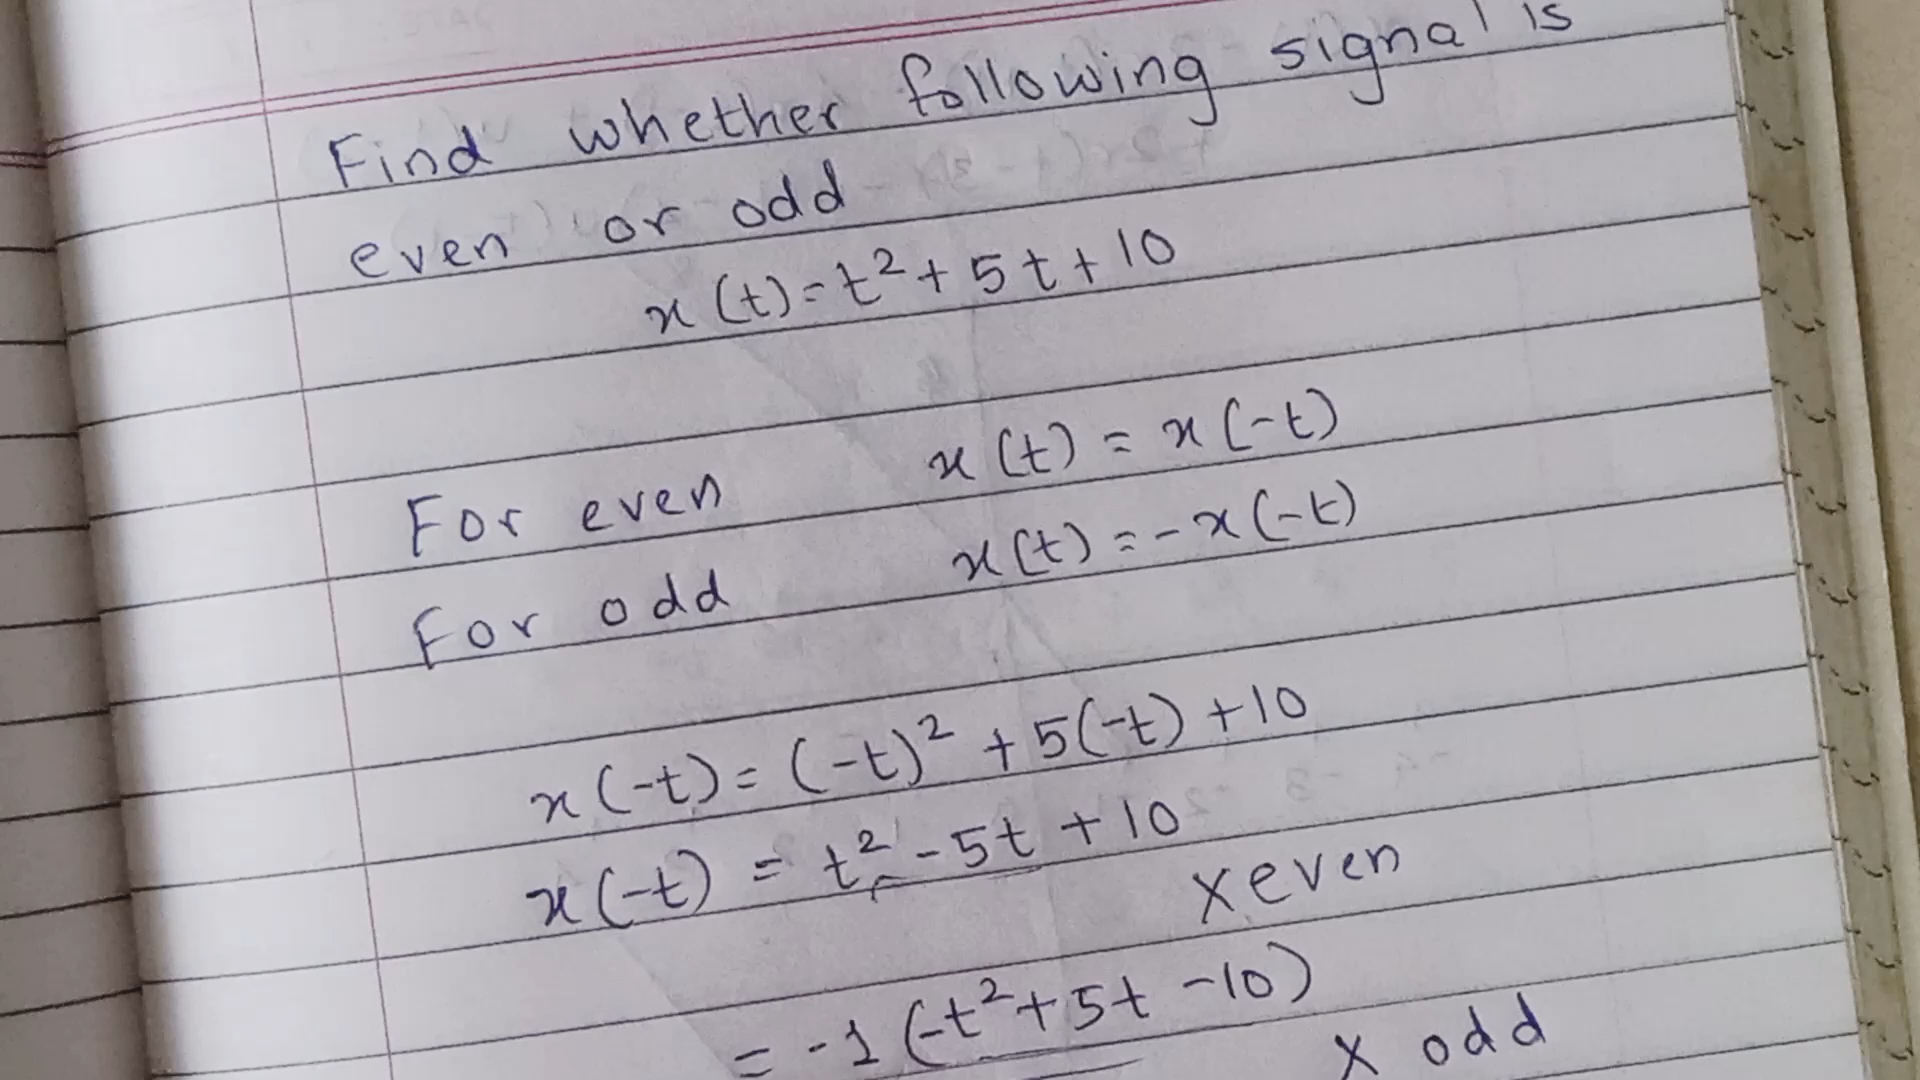 Find whether following signal is
even or odd
x(t)=t²+5t+10
For even x(t) = x(-t)
For odd x(t) = -x(-t)
x(-t)= (-t)² +5(-t) +10
x(-t) = t² -5t +10
x even
= -1(-t²+5t -10)
x odd